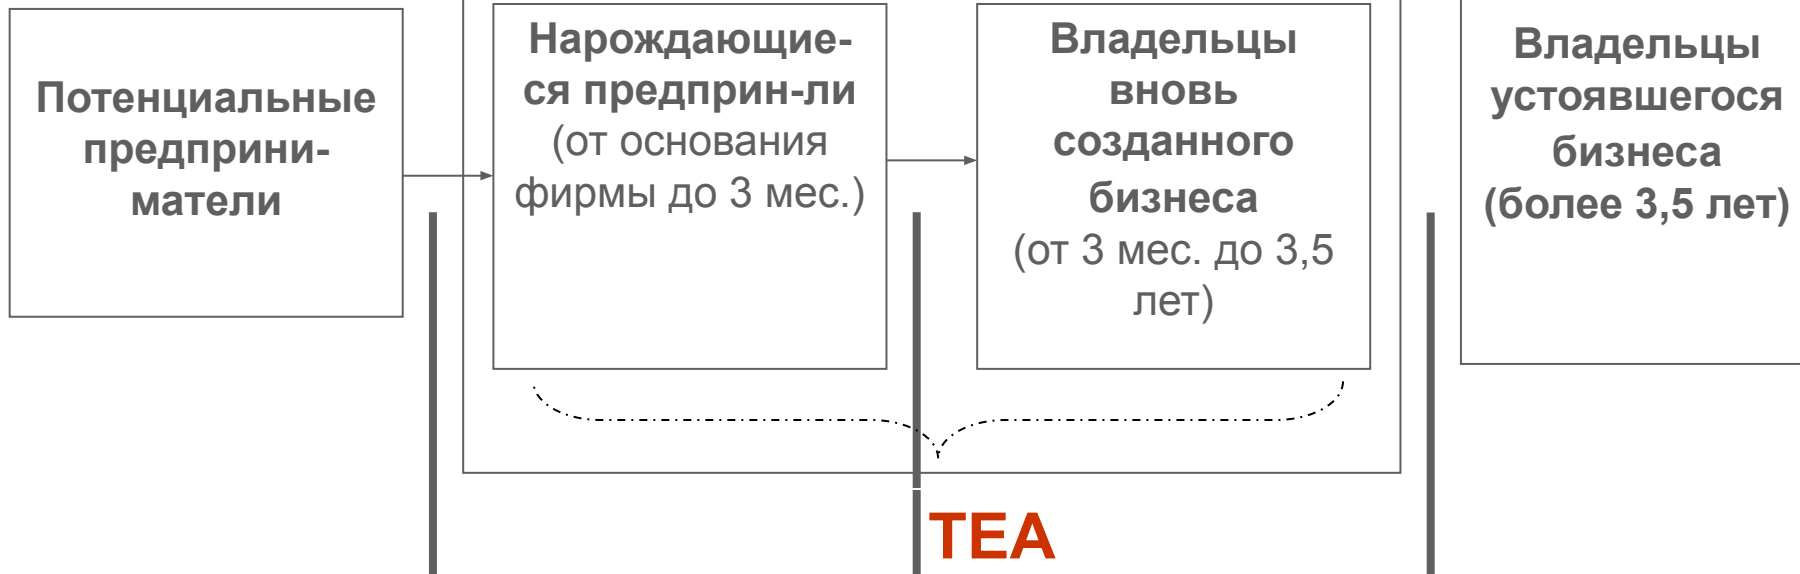 Потенциальные
предприни-
матели
Нарождающие-
ся предприн-ли
(от основания
фирмы до 3 мес.)
Владельцы
вновь
созданного
бизнеса
(от 3 мес. до 3,5
лет)
Владельцы
устоявшегося
бизнеса
(более 3,5 лет)
TEA